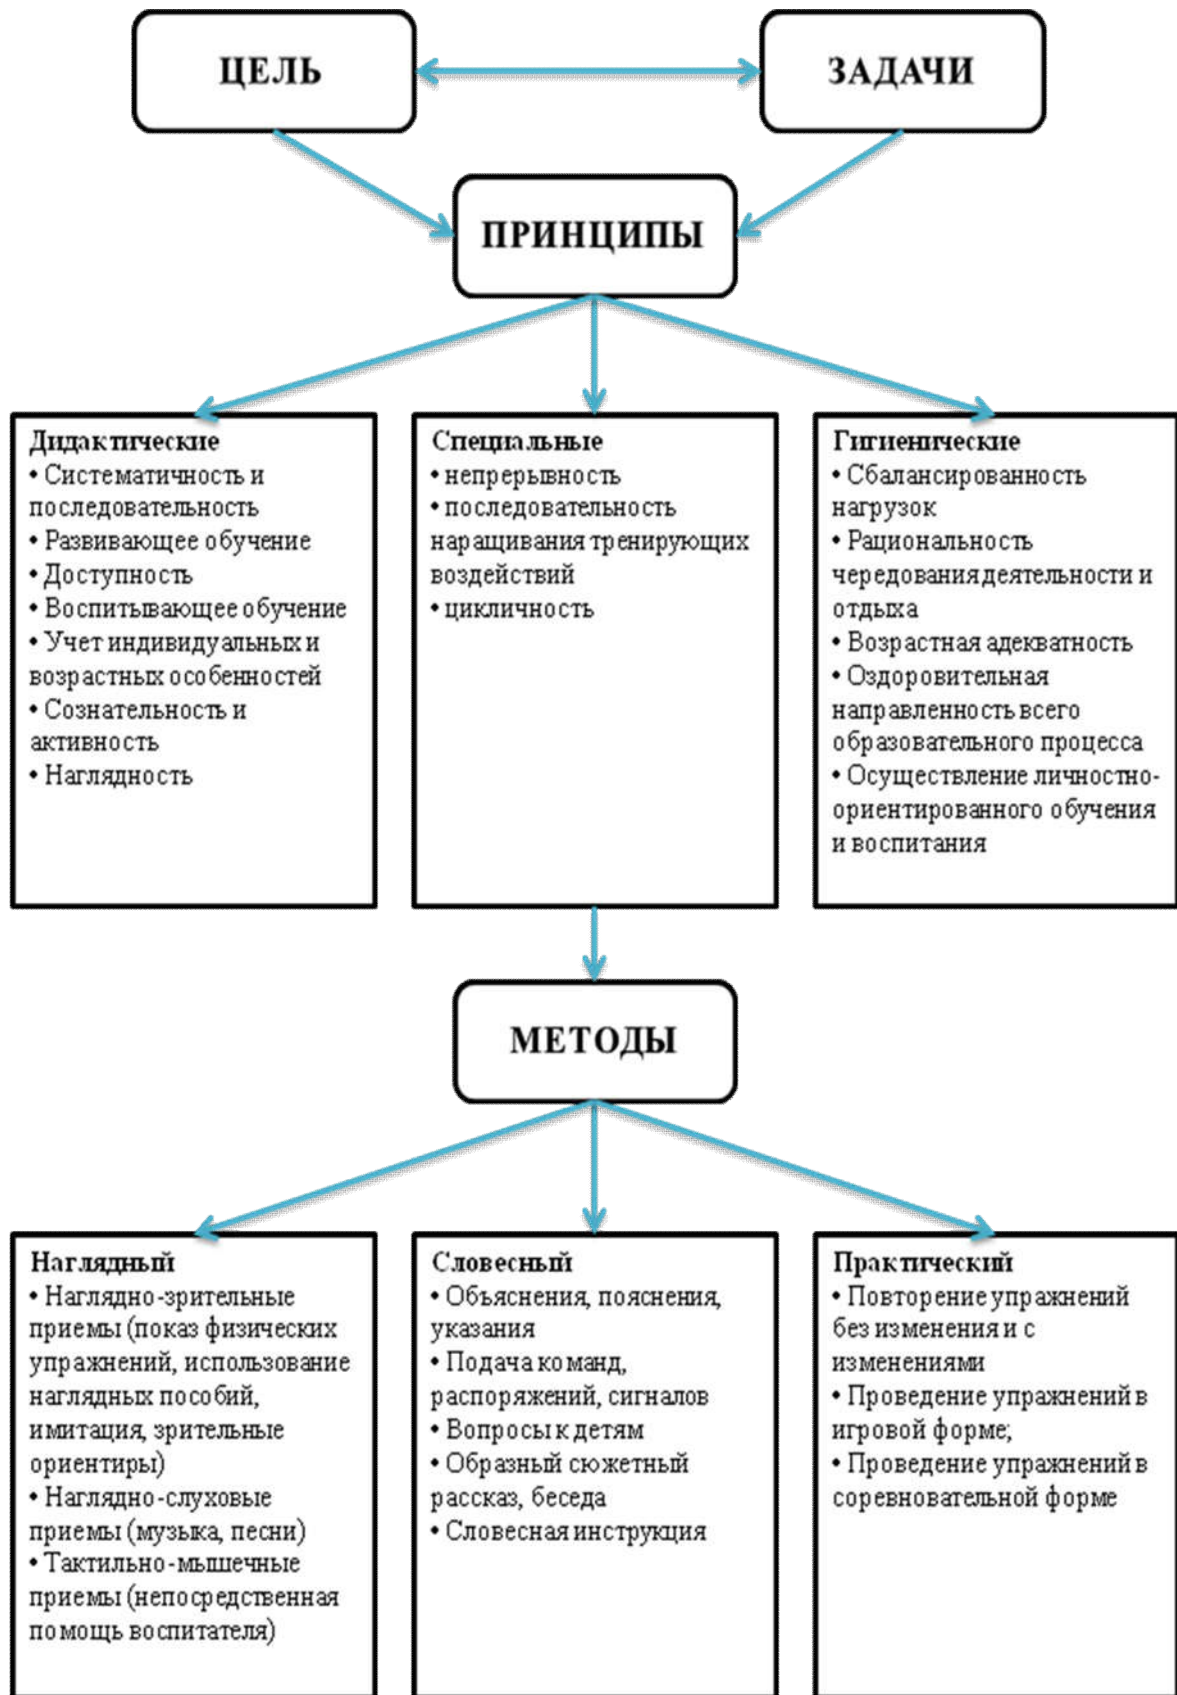 ЦЕЛЬ
ЗАДАЧИ
ПРИНЦИПЫ
Дидактические
• Систематичность и
последовательность
• Развивающее обучение
• Доступность
• Воспитывающее обучение
• Учет индивидуальных и
возрастных особенностей
• Сознательность и
активность
• Наглядность
Специальные
• непрерывность
• последовательность
наращивания тренирующих
воздействий
• цикличность
Гигиенические
• Сбалансированность
нагрузок
• Рациональность
чередования деятельности и
отдыха
• Возрастная адекватность
• Оздоровительная
направленность всего
образовательного процесса
• Осуществление личностно-
ориентированного обучения
и воспитания
МЕТОДЫ
Наглядный
• Наглядно-зрительные
приемы (показ физических
упражнений, использование
наглядных пособий,
имитация, зрительные
ориентиры)
• Наглядно-слуховые
приемы (музыка, песни)
• Тактильно-мышечные
приемы (непосредственная
помощь воспитателя)
Словесный
• Объяснения, пояснения,
указания
• Подача команд,
распоряжений, сигналов
• Вопросы к детям
• Образный сюжетный
рассказ, беседа
• Словесная инструкция
Практический
• Повторение упражнений
без изменения и с
изменениями
• Проведение упражнений в
игровой форме;
• Проведение упражнений в
соревновательной форме